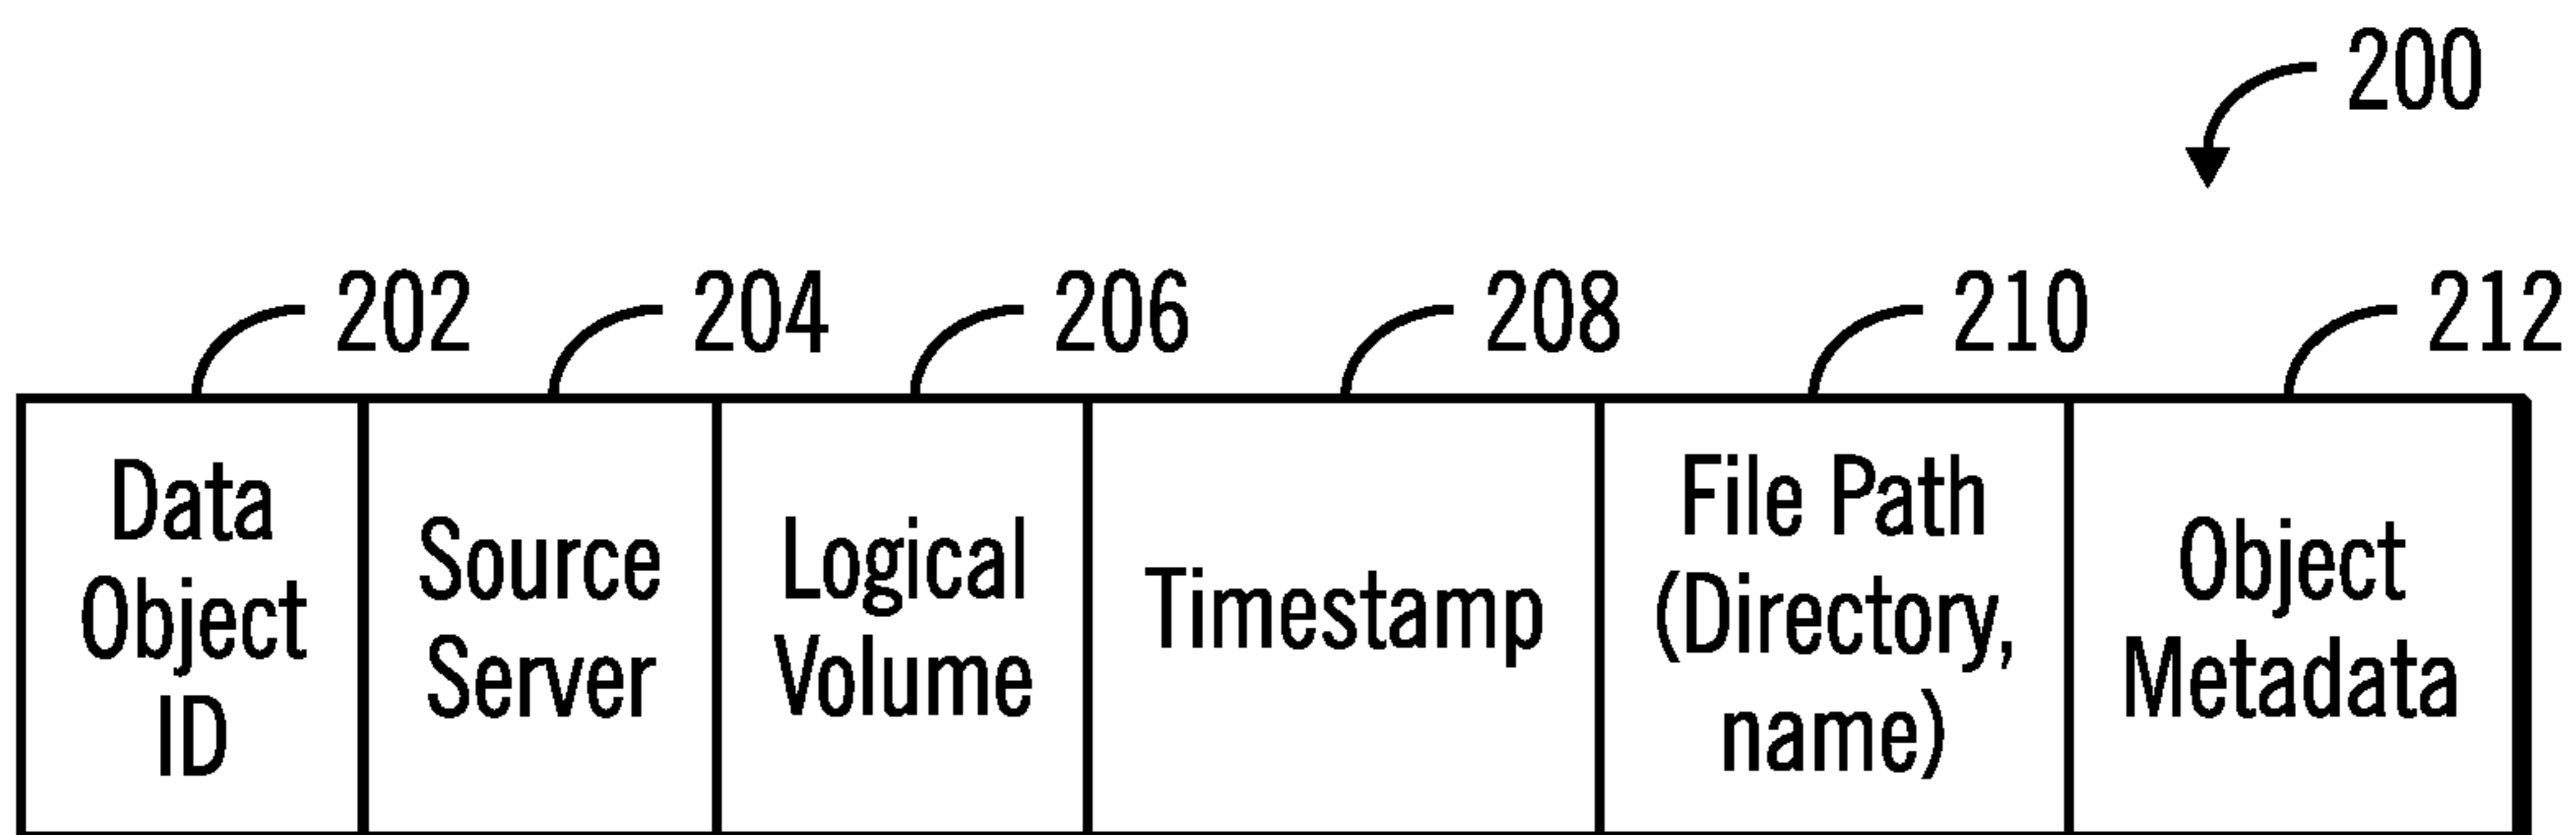 200
202
204
206
208
210
212
Data
Object
ID
Source
Server
Logical
Volume
Timestamp
File Path
(Directory,
name)
Object
Metadata